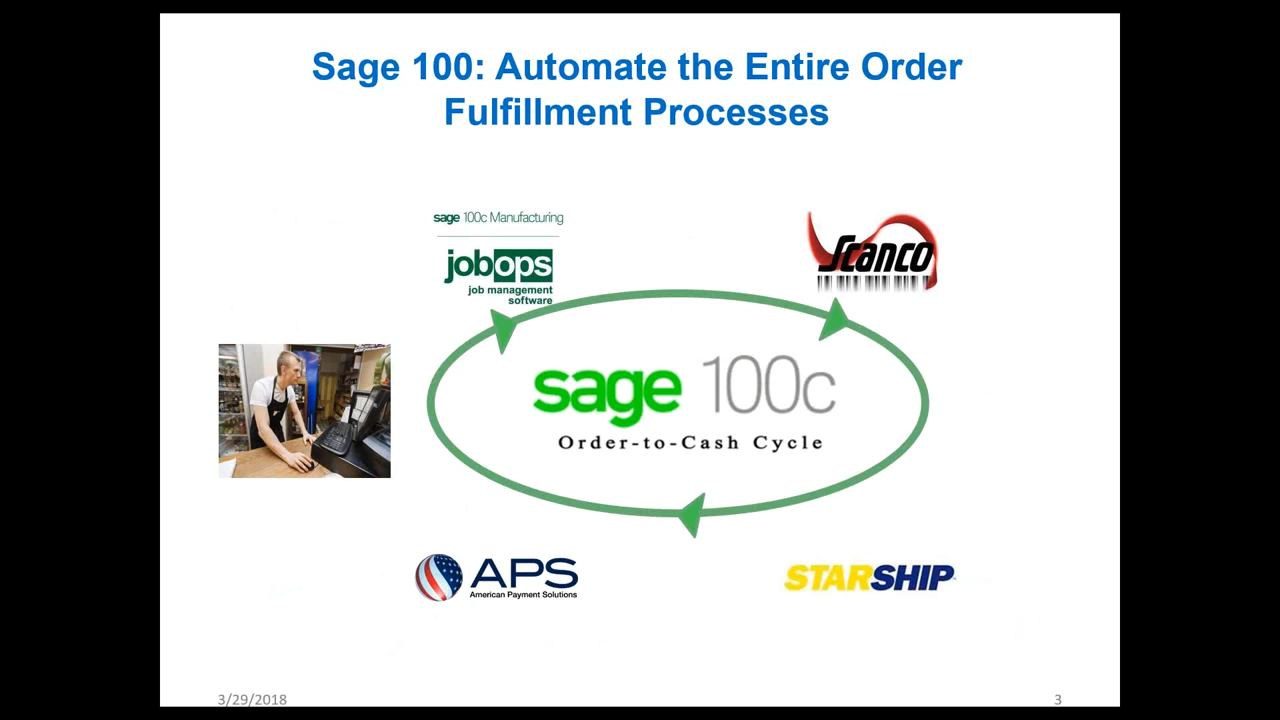 Sage 100: Automate the Entire Order
Fulfillment Processes
sage 100c Manufacturing
jobops
job management
software
Scanco
sage 100c
Order-to-Cash Cycle
APS
American Payment Solutions
STARSHIP
3/29/2018
3